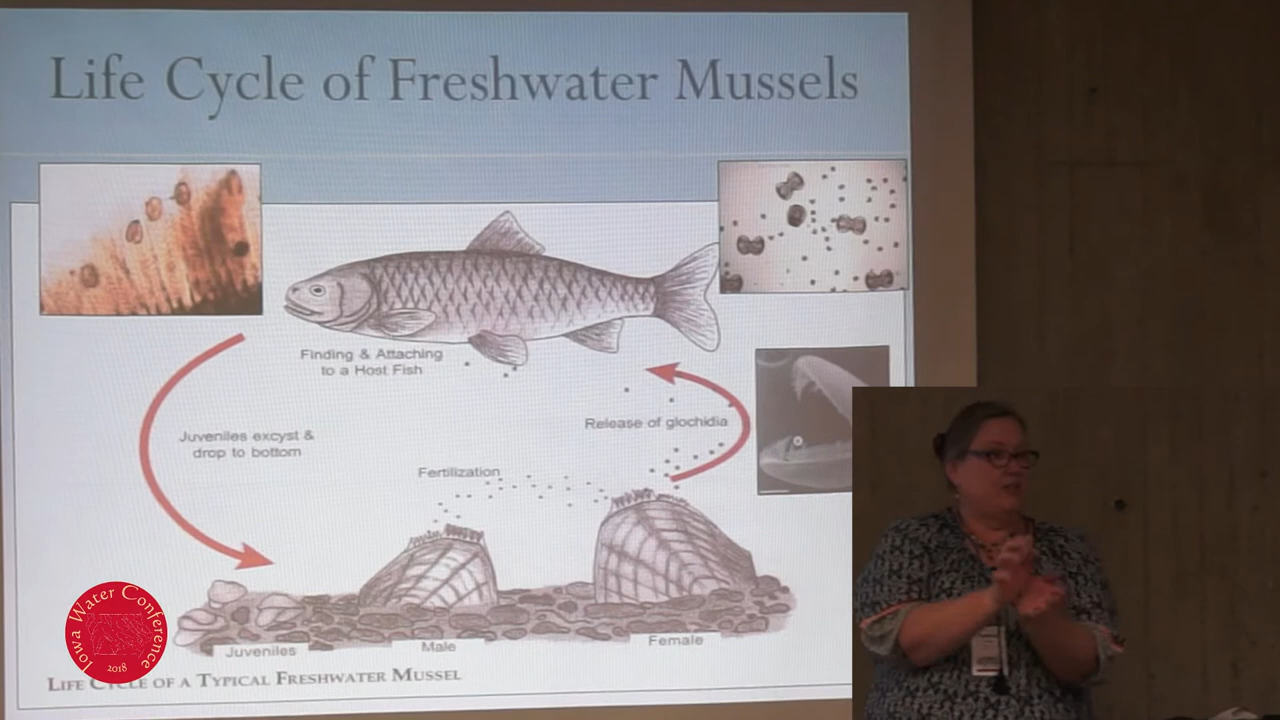 Life Cycle of Freshwater Mussels
Finding & Attaching
to a Host Fish
Release of glochidia
Juveniles excyst &
drop to bottom
Fertilization
Juveniles
Male
Female
LIFE CYCLE OF A TYPICAL FRESHWATER MUSSEL
Iowa Water Conference
2018